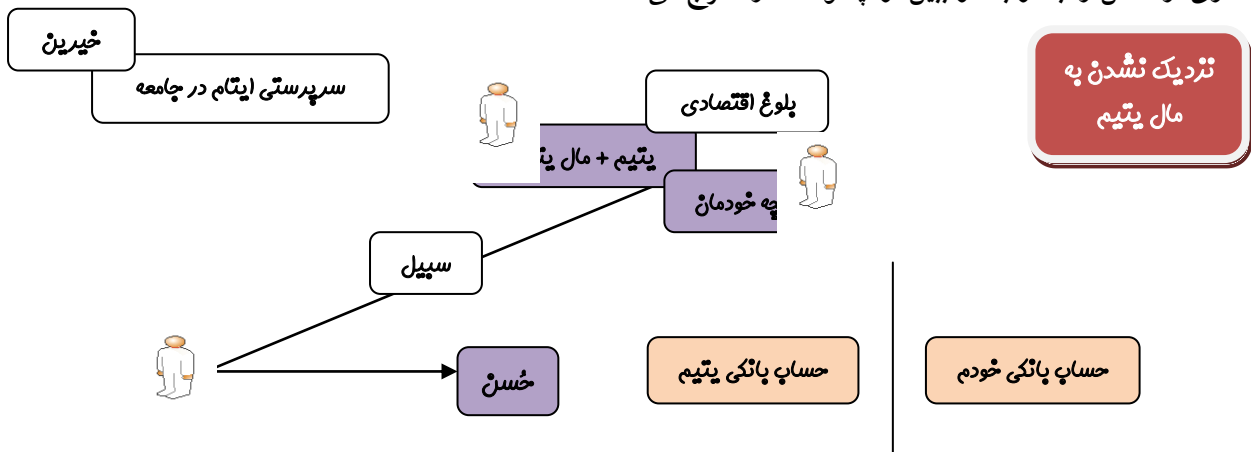 خیرین
سرپرستی ایتام در جامعه
نزدیک نشدن به
مال یتیم
بلوغ اقتصادی
یتیم + مال
خودمان
سبیل
حُسن
حساب بانکی یتیم
حساب بانکی خودم